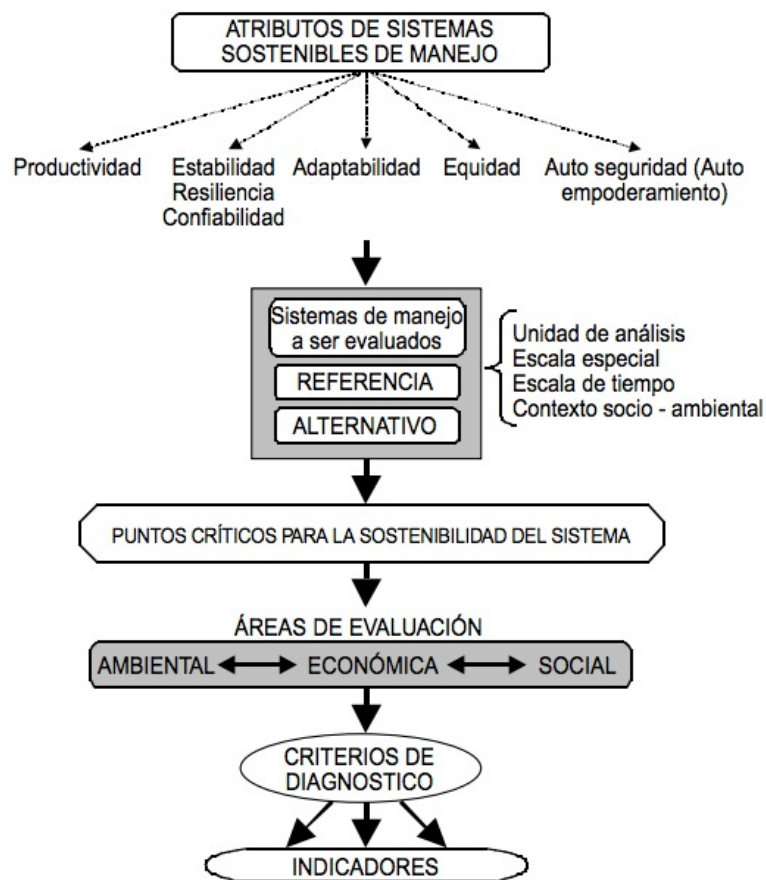 ATRIBUTOS DE SISTEMAS
SOSTENIBLES DE MANEJO
Productividad
Estabilidad
Resiliencia
Confiabilidad
Adaptabilidad
Equidad
Auto seguridad (Auto
empoderamiento)
Sistemas de manejo
a ser evaluados
REFERENCIA
ALTERNATIVO
Unidad de análisis
Escala especial
Escala de tiempo
Contexto socio - ambiental
PUNTOS CRÍTICOS PARA LA SOSTENIBILIDAD DEL SISTEMA
ÁREAS DE EVALUACIÓN
AMBIENTAL ECONÓMICA SOCIAL
CRITERIOS DE
DIAGNOSTICO
INDICADORES